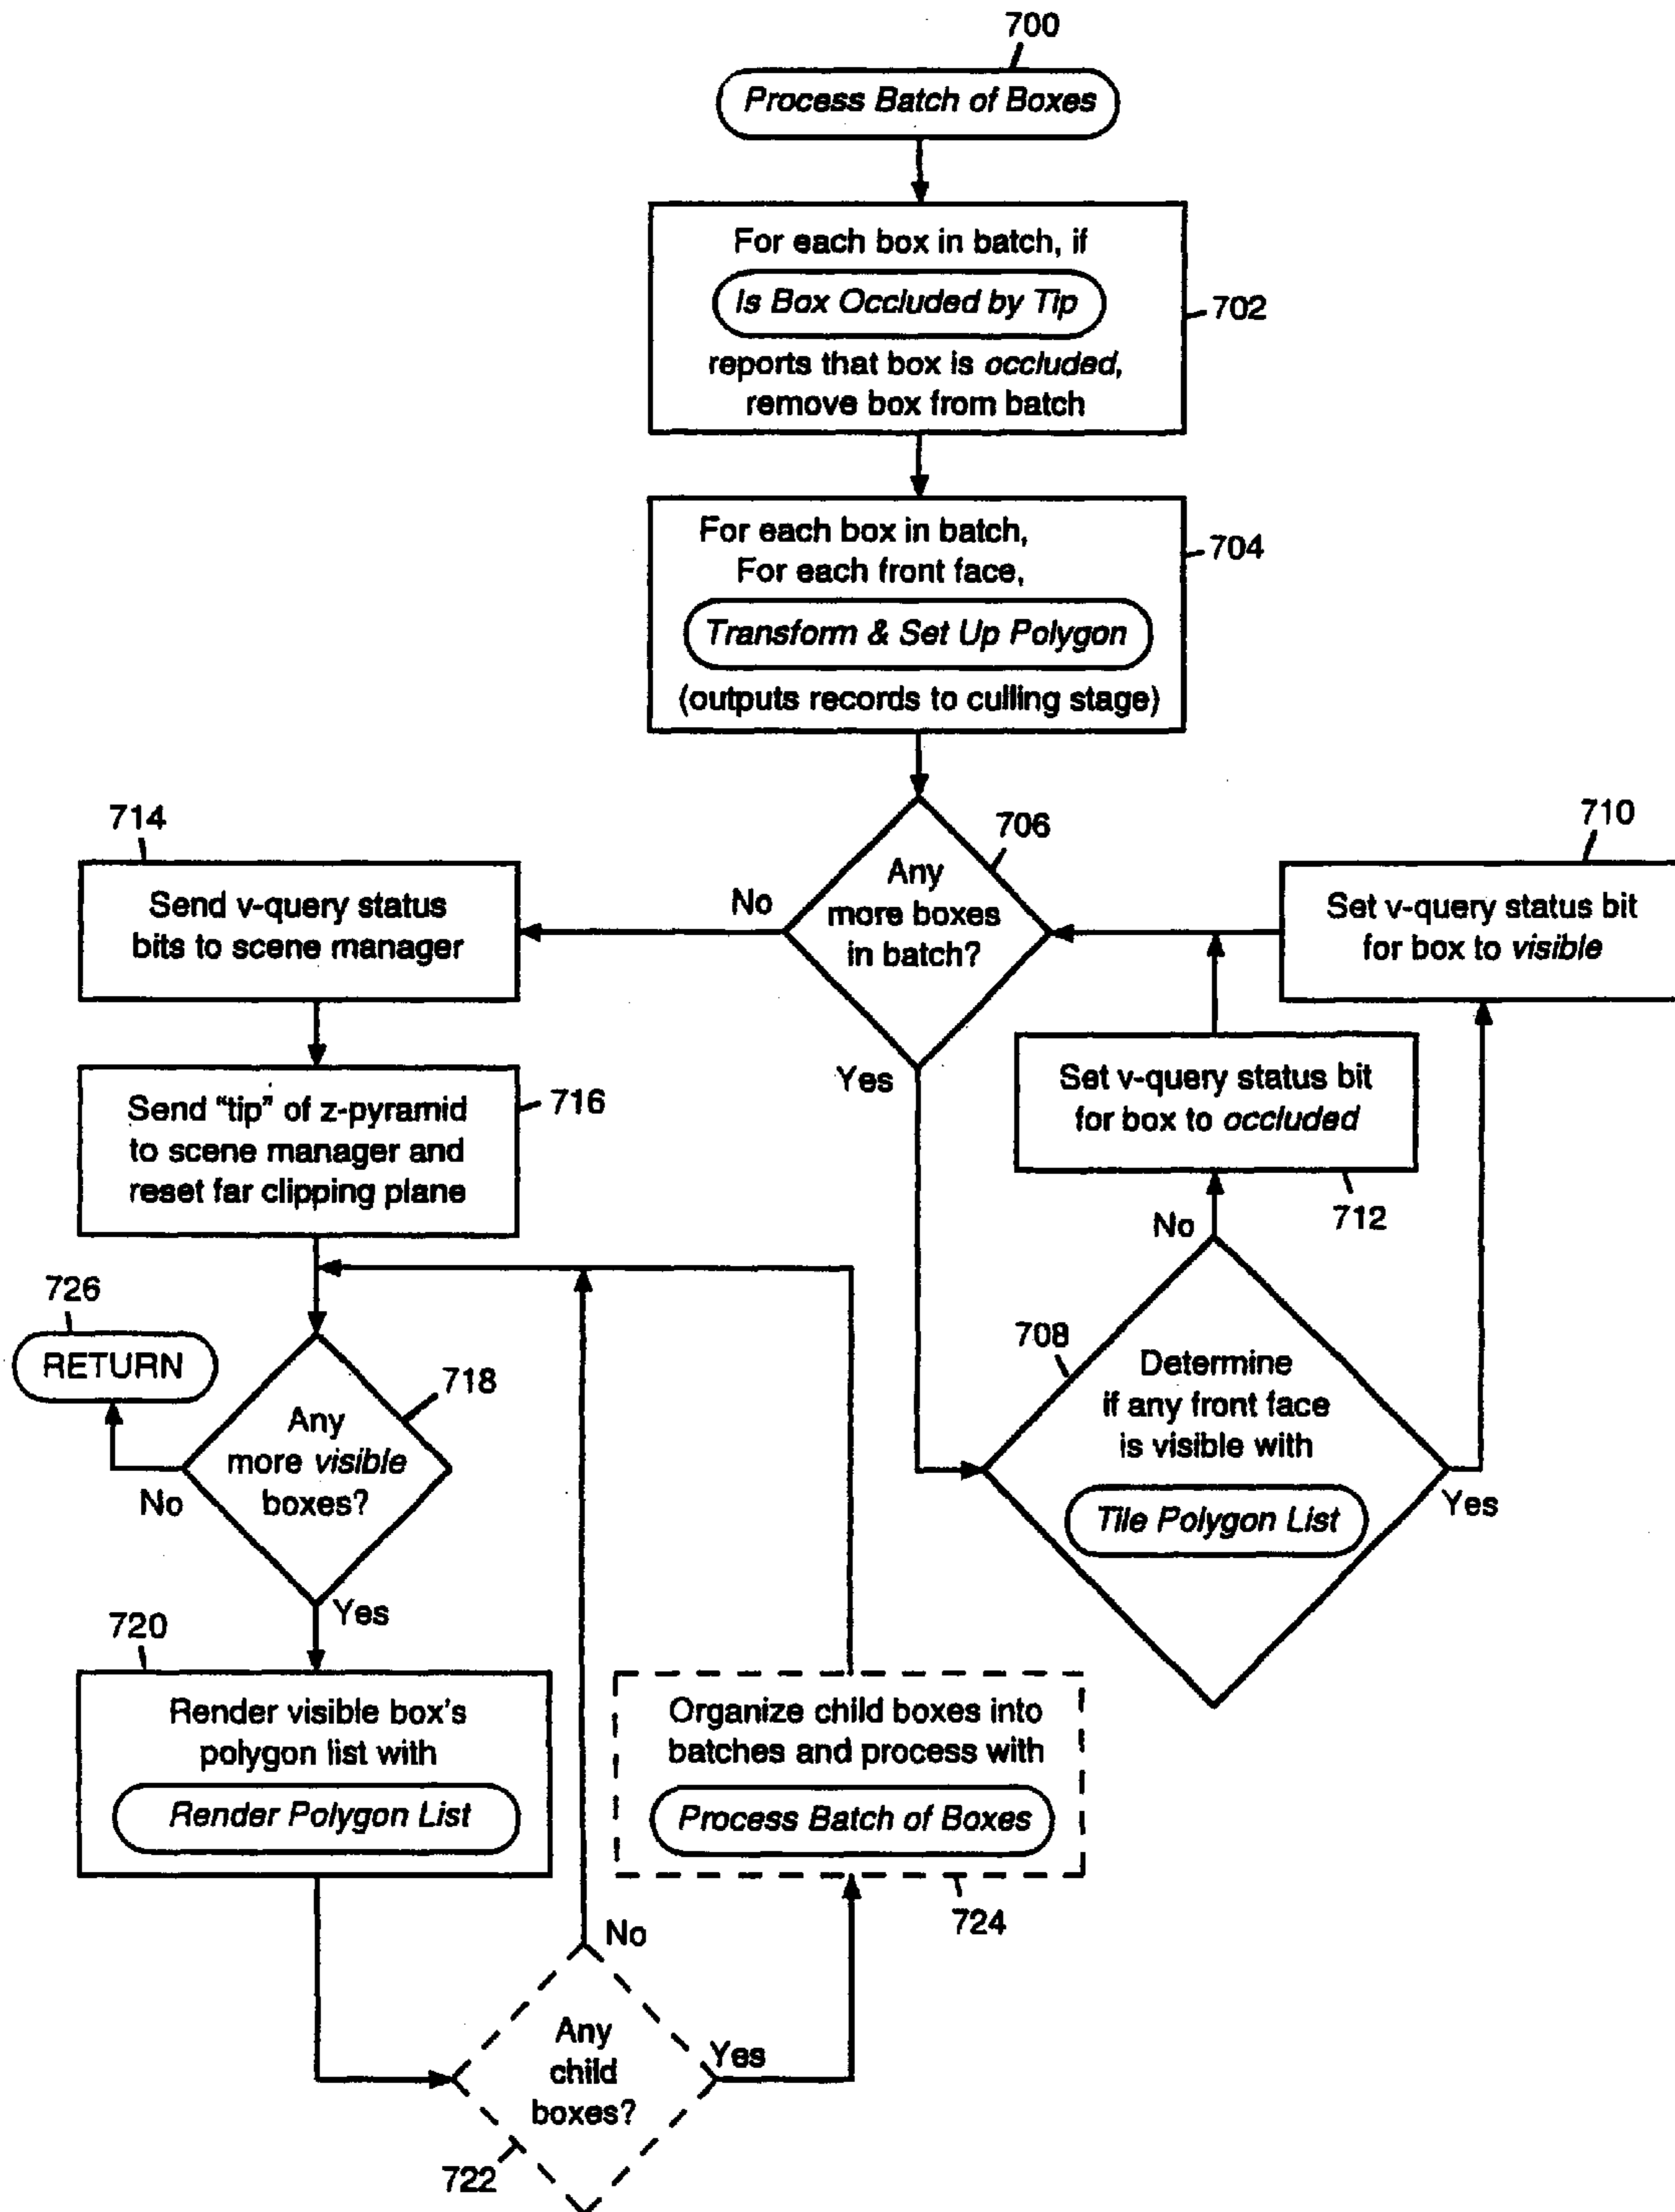 700
Process Batch of Boxes
For each box in batch, if
Is Box Occluded by Tip
reports that box is occluded,
remove box from batch
702
For each box in batch,
For each front face,
Transform & Set Up Polygon
(outputs records to culling stage)
704
706
Any
more boxes
in batch?
No
Yes
714
Send v-query status
bits to scene manager
710
Set v-query status bit
for box to visible
Set v-query status bit
for box to occluded
712
Send "tip" of z-pyramid
to scene manager and
reset far clipping plane
716
No
708
Determine
if any front face
is visible with
Tile Polygon List
Yes
726
RETURN
718
Any
more visible
boxes?
No
Yes
720
Render visible box's
polygon list with
Render Polygon List
Organize child boxes into
batches and process with
Process Batch of Boxes
724
No
Any
child
boxes?
Yes
722